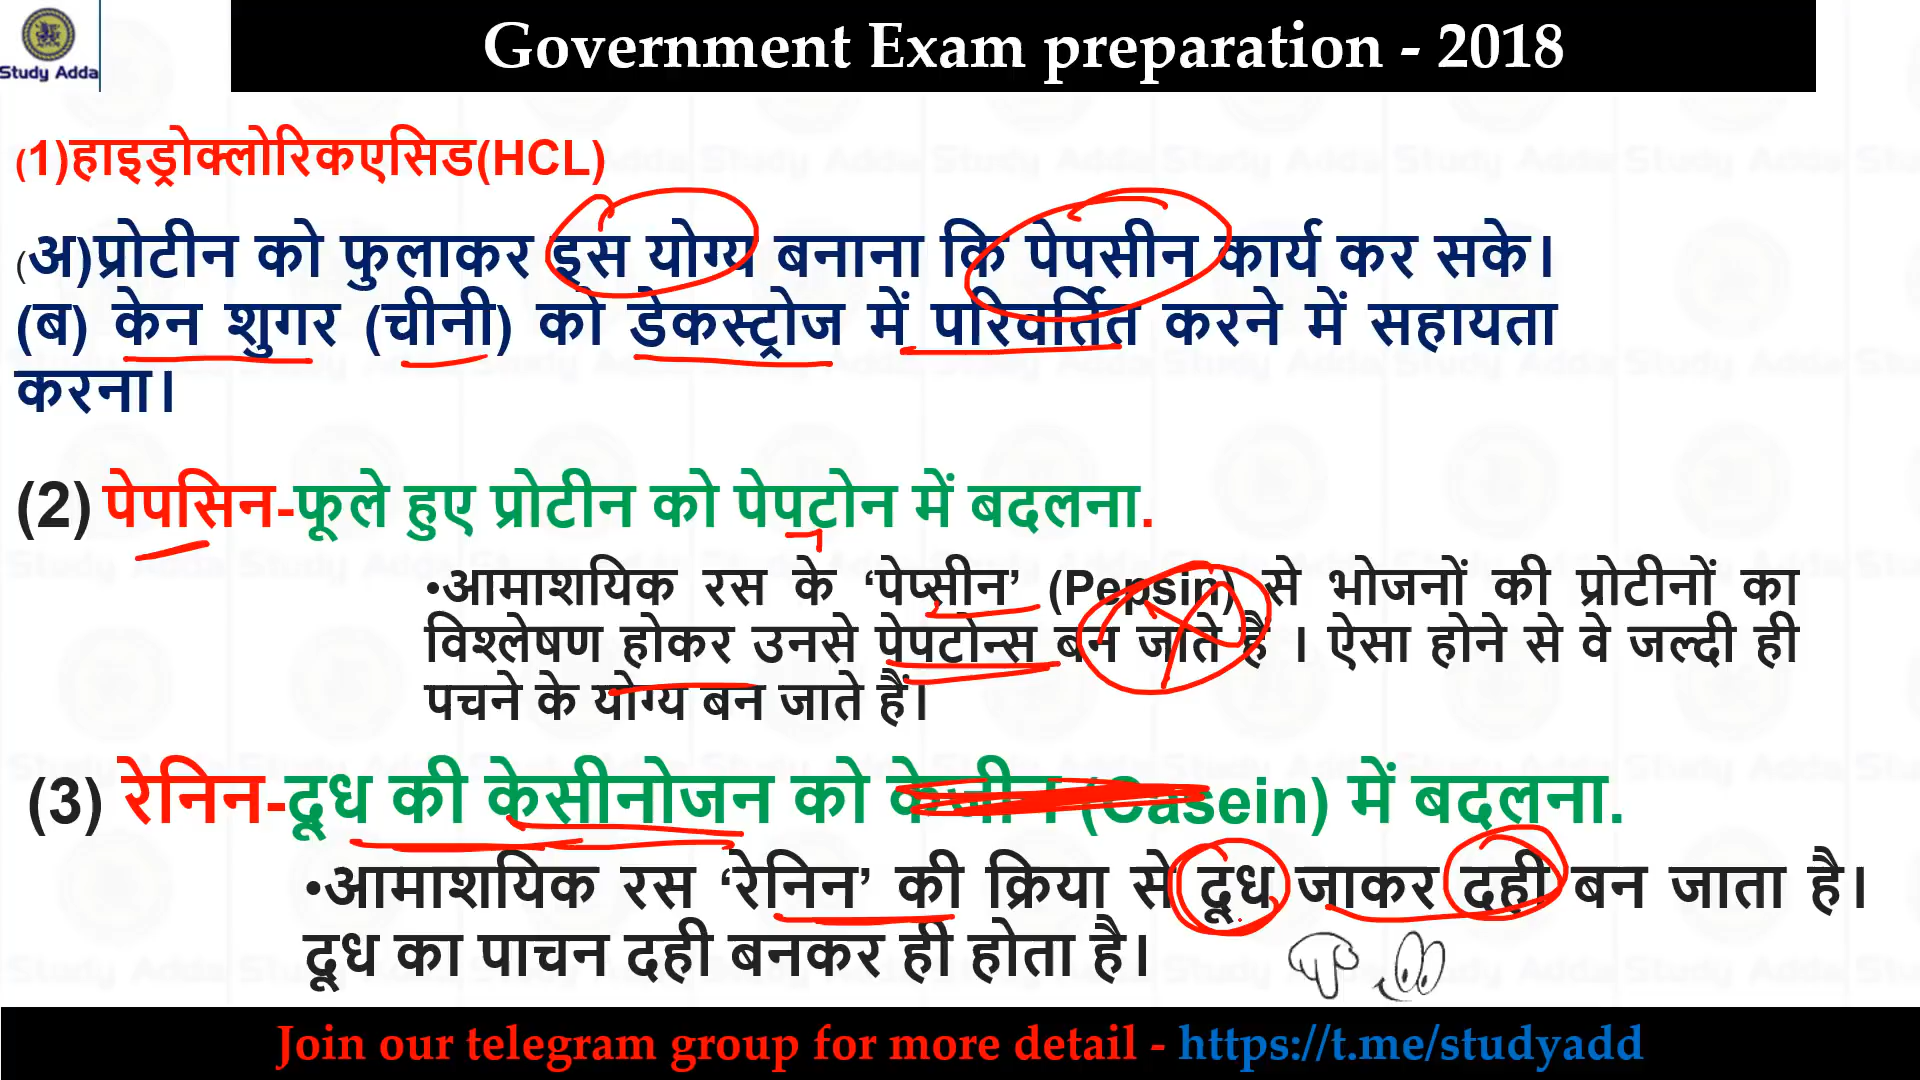 Study Adda
Government Exam preparation - 2018
(1)हाइड्रोक्लोरिकएसिड(HCL)
(अ)प्रोटीन को फुलाकर इस योग्य बनाना कि पेपसीन कार्य कर सके।
(ब) केन शुगर (चीनी) को डेकस्ट्रोज में परिवर्तित करने में सहायता
करना।
(2) पेपसिन-फूले हुए प्रोटीन को पेपटोन में बदलना.
•आमाशयिक रस के ‘पेप्सीन’ (Pepsin) से भोजनों की प्रोटीनों का
विश्लेषण होकर उनसे पेपटोन्स बन जाते है । ऐसा होने से वे जल्दी ही
पचने के योग्य बन जाते हैं।
(3) रेनिन-दूध की केसीनोजन को केजीन (Casein) में बदलना.
•आमाशयिक रस ‘रेनिन’ की क्रिया से दूध जाकर दही बन जाता है।
दूध का पाचन दही बनकर ही होता है।
Join our telegram group for more detail - https://t.me/studyadd